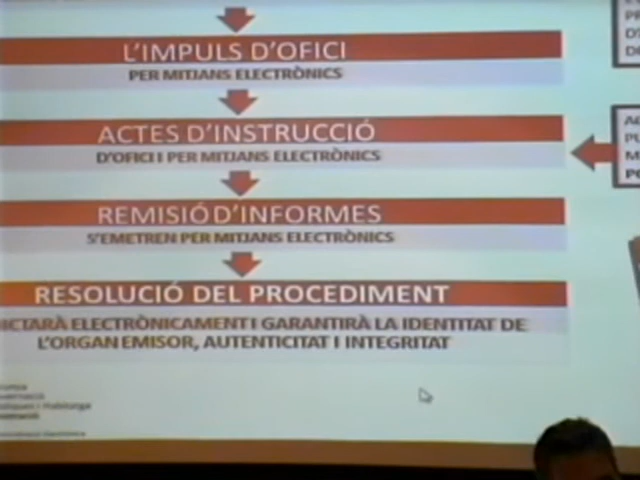 L'IMPULS D'OFICI
PER MITJANS ELECTRÒNICS
ACTES D'INSTRUCCIÓ
D'OFICI I PER MITJANS ELECTRÒNICS
REMISIÓ D'INFORMES
S'EMETREN PER MITJANS ELECTRÒNICS
RESOLUCIÓ DEL PROCEDIMENT
ICTARÀ ELECTRÒNICAMENT I GARANTIRÀ LA IDENTITAT DE
L'ORGAN EMISOR, AUTENTICITAT I INTEGRITAT